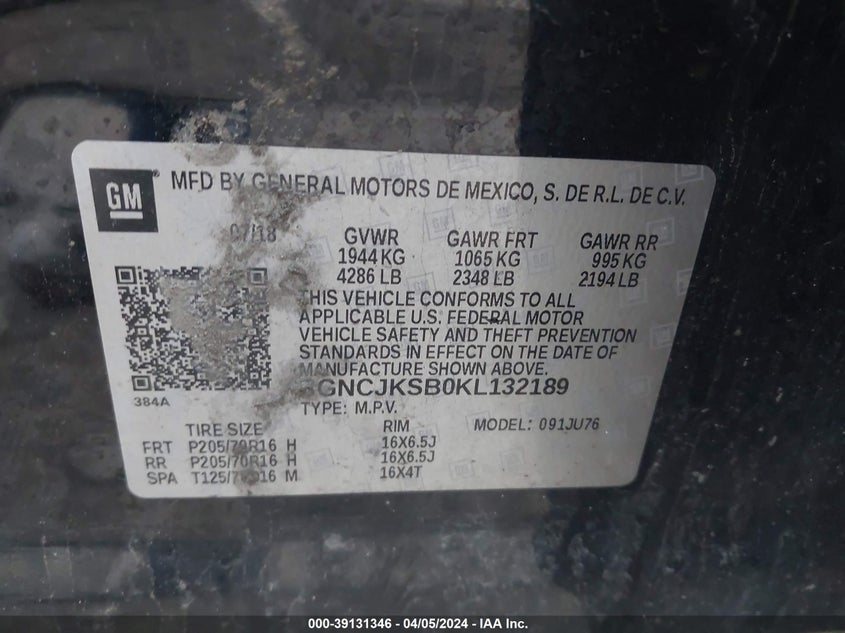 GM
MFD BY GENERAL MOTORS DE MEXICO, S. DE R.L. DE C.V.
07/18 GVWR GAWR FRT GAWR RR
1944 KG 1065 KG 995 KG
4286 LB 2348 LB 2194 LB
THIS VEHICLE CONFORMS TO ALL
APPLICABLE U.S. FEDERAL MOTOR
VEHICLE SAFETY AND THEFT PREVENTION
STANDARDS IN EFFECT ON THE DATE OF
MANUFACTURE SHOWN ABOVE.
3GNCJKSB0KL132189
384A
TYPE: M.P.V.
TIRE SIZE RIM MODEL: 091JU76
FRT P205/70R16 H 16X6.5J
RR P205/70R16 H 16X6.5J
SPA M 16X4T
000-39131346 - 04/05/2024 - IAA Inc.